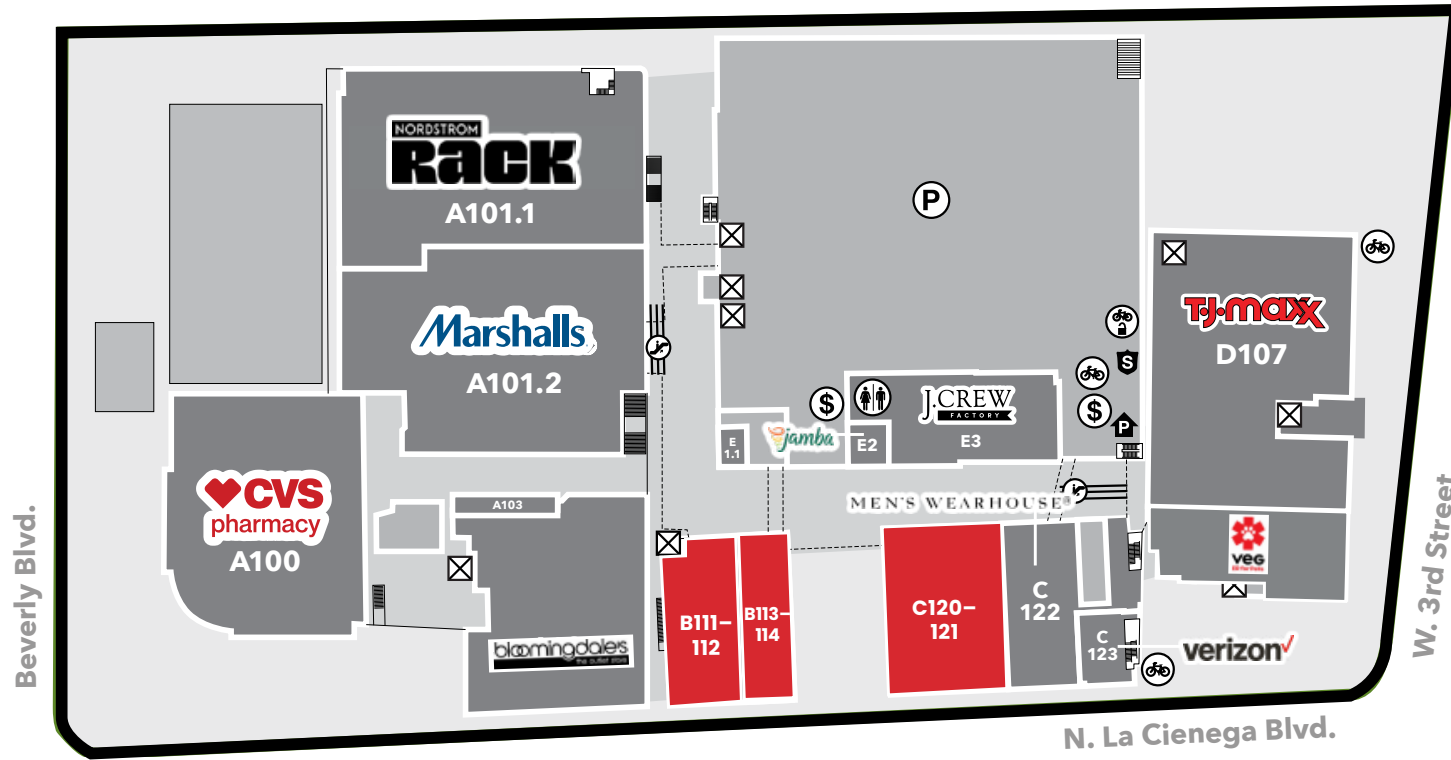 NORDSTROM
RACK
A101.1
P
Marshalls
A101.2
T.J.maxx
D107
S
$
$
P
J.CREW
FACTORY
E3
E
1.1
jamba
E2
CVS
pharmacy
A100
A103
MEN'S WEARHOUSE®
bloomingdale's
the outlet store
B111–
112
B113–
114
C120–
121
C
122
C
123
veg
verizon✓
Beverly Blvd.
W. 3rd Street
N. La Cienega Blvd.